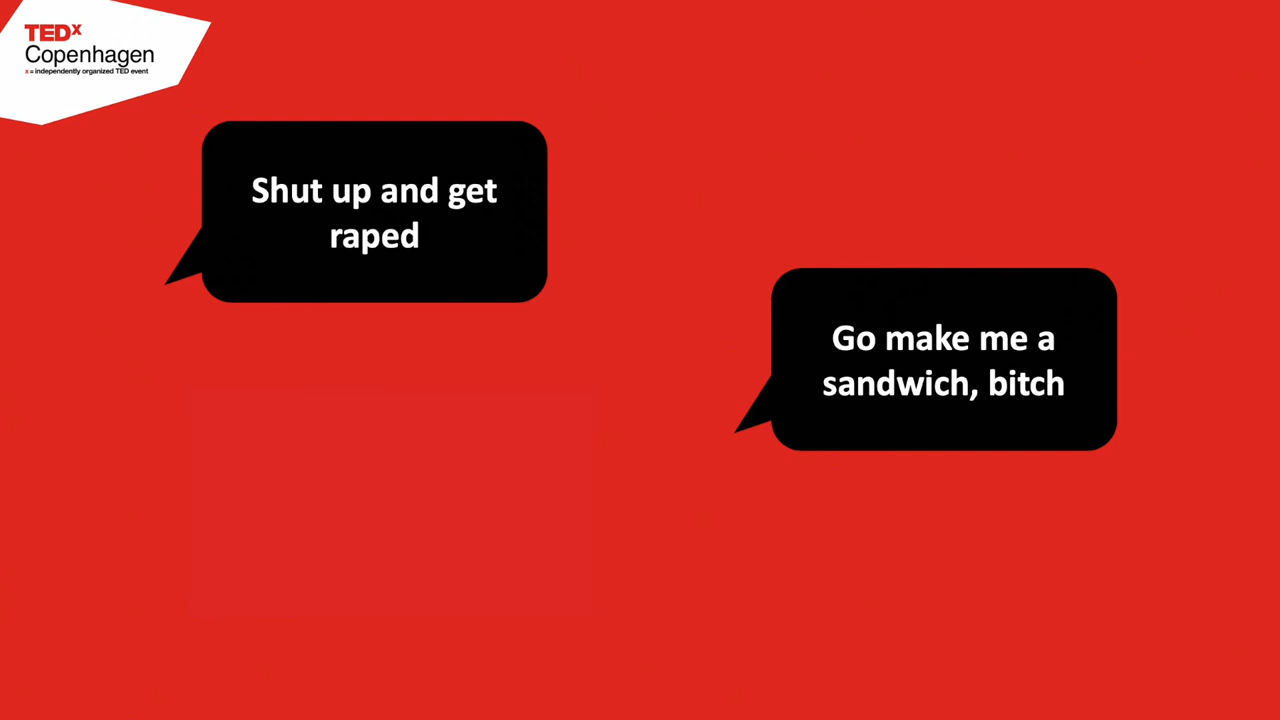 TEDx
Copenhagen
x = independently organized TED event
Shut up and get
raped
Go make me a
sandwich, bitch